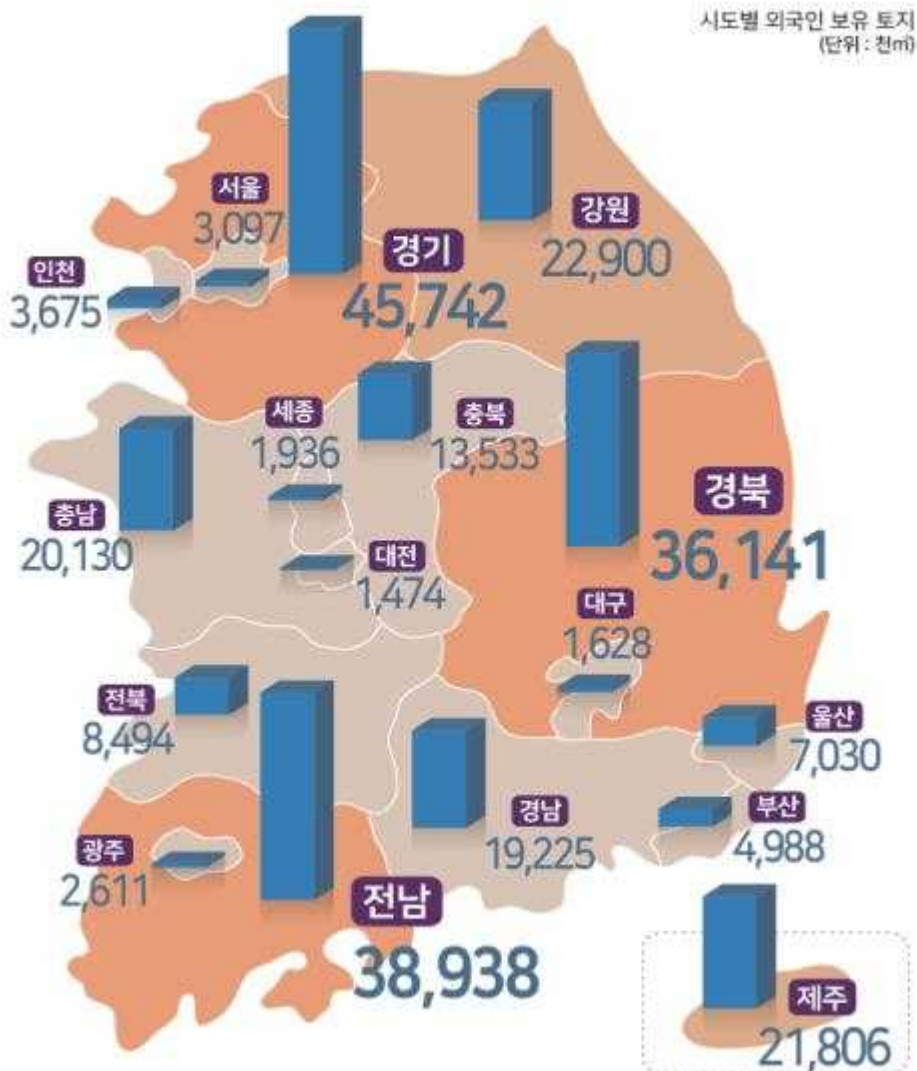 시도별 외국인 보유 토지
(단위 : 천㎡)
서울
3,097
인천
3,675
경기
45,742
강원
22,900
세종
1,936
충북
13,533
충남
20,130
대전
1,474
경북
36,141
대구
1,628
전북
8,494
울산
7,030
경남
19,225
부산
4,988
광주
2,611
전남
38,938
제주
21,806